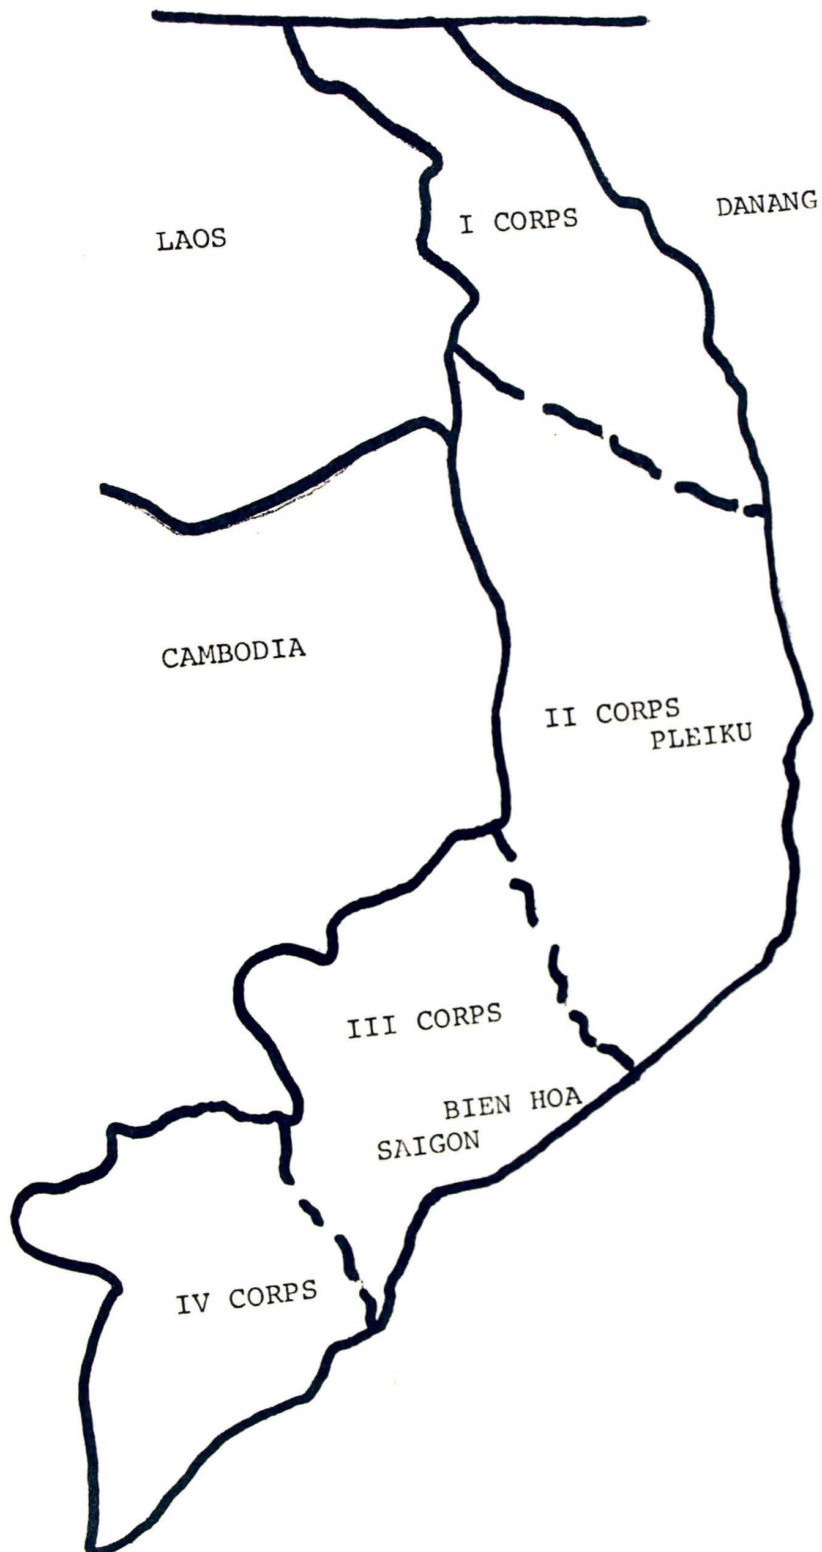 DANANG
I CORPS
LAOS
CAMBODIA
II CORPS
PLEIKU
III CORPS
BIEN HOA
SAIGON
IV CORPS